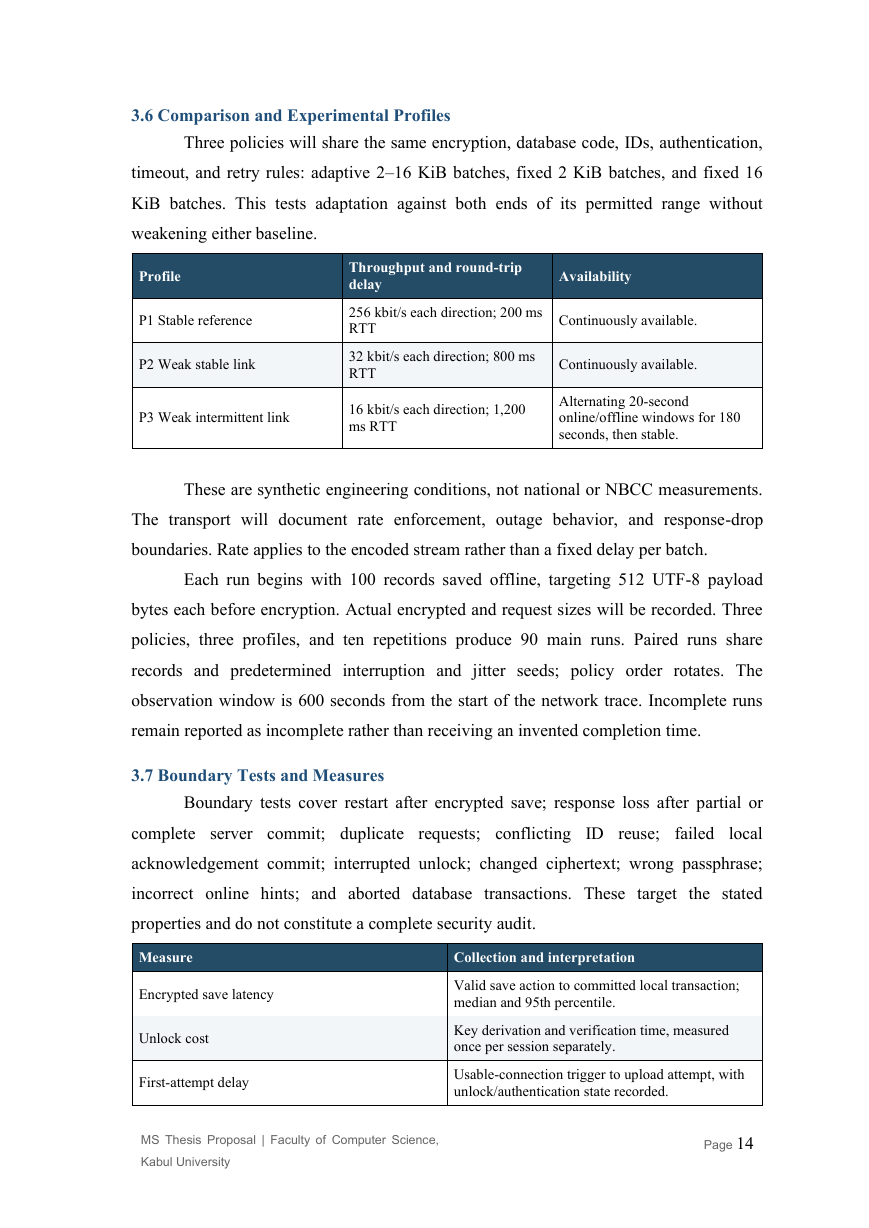 3.6 Comparison and Experimental Profiles
Three policies will share the same encryption, database code, IDs, authentication,
timeout, and retry rules: adaptive 2–16 KiB batches, fixed 2 KiB batches, and fixed 16
KiB batches. This tests adaptation against both ends of its permitted range without
weakening either baseline.
Profile
Throughput and round-trip
delay
Availability
P1 Stable reference
256 kbit/s each direction; 200 ms
RTT
Continuously available.
P2 Weak stable link
32 kbit/s each direction; 800 ms
RTT
Continuously available.
P3 Weak intermittent link
16 kbit/s each direction; 1,200
ms RTT
Alternating 20-second
online/offline windows for 180
seconds, then stable.
These are synthetic engineering conditions, not national or NBCC measurements.
The transport will document rate enforcement, outage behavior, and response-drop
boundaries. Rate applies to the encoded stream rather than a fixed delay per batch.
Each run begins with 100 records saved offline, targeting 512 UTF-8 payload
bytes each before encryption. Actual encrypted and request sizes will be recorded. Three
policies, three profiles, and ten repetitions produce 90 main runs. Paired runs share
records and predetermined interruption and jitter seeds; policy order rotates. The
observation window is 600 seconds from the start of the network trace. Incomplete runs
remain reported as incomplete rather than receiving an invented completion time.
3.7 Boundary Tests and Measures
Boundary tests cover restart after encrypted save; response loss after partial or
complete server commit; duplicate requests; conflicting ID reuse; failed local
acknowledgement commit; interrupted unlock; changed ciphertext; wrong passphrase;
incorrect online hints; and aborted database transactions. These target the stated
properties and do not constitute a complete security audit.
Measure
Collection and interpretation
Encrypted save latency
Valid save action to committed local transaction;
median and 95th percentile.
Unlock cost
Key derivation and verification time, measured
once per session separately.
First-attempt delay
Usable-connection trigger to upload attempt, with
unlock/authentication state recorded.
MS Thesis Proposal | Faculty of Computer Science,
Kabul University
Page 14